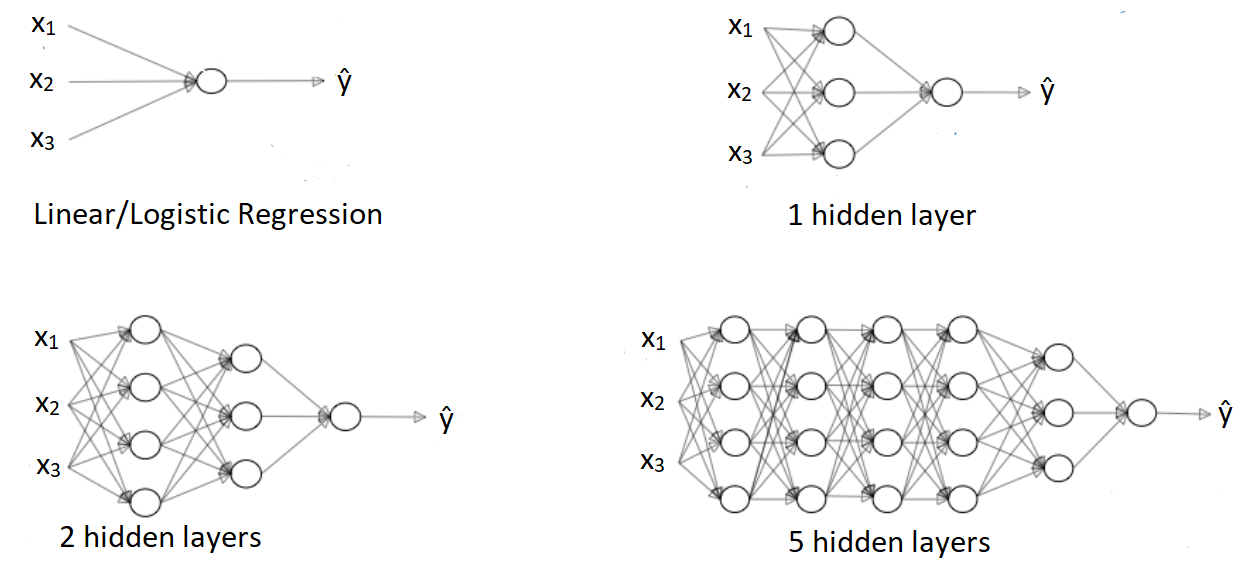 x1
x2
x3
ŷ
Linear/Logistic Regression
x1
x2
x3
ŷ
1 hidden layer
x1
x2
x3
ŷ
2 hidden layers
x1
x2
x3
ŷ
5 hidden layers